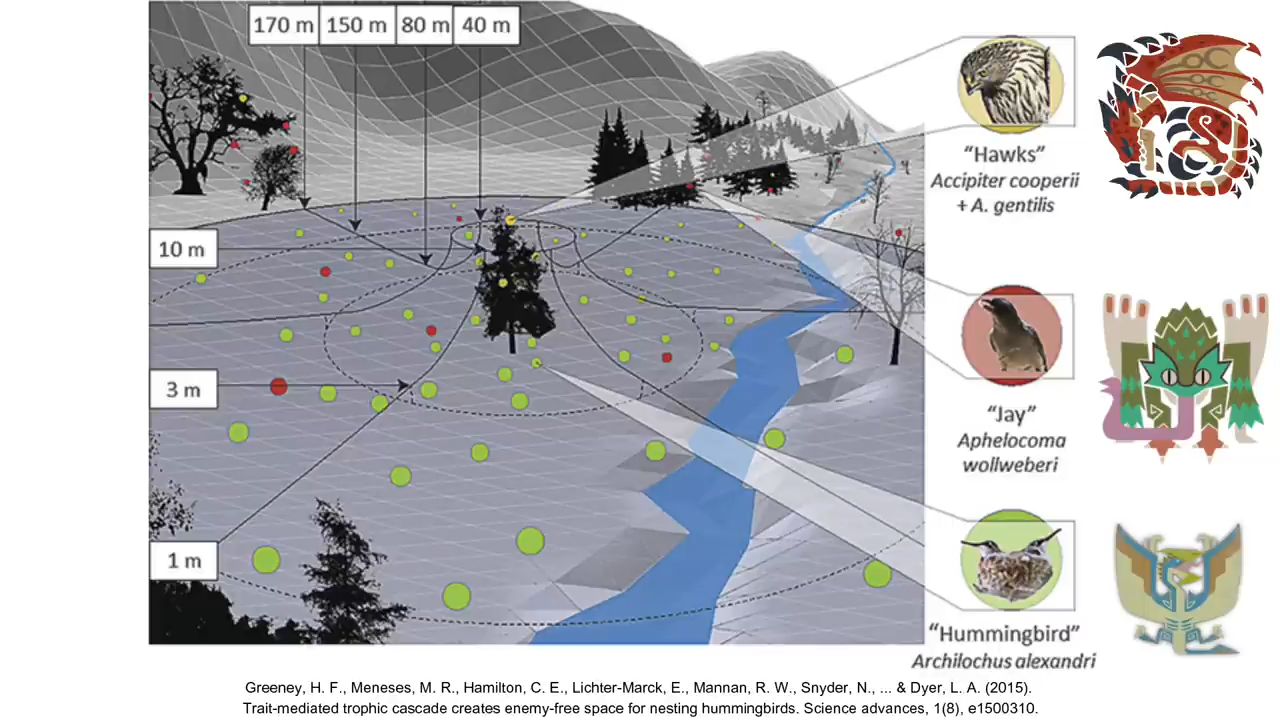 170 m 150 m 80 m 40 m
10 m
3 m
1 m
“Hawks”
Accipiter cooperii
+ A. gentilis
“Jay”
Aphelocoma
wollweberi
“Hummingbird”
Archilochus alexandri
Greeney, H. F., Meneses, M. R., Hamilton, C. E., Lichter-Marck, E., Mannan, R. W., Snyder, N., ... & Dyer, L. A. (2015).
Trait-mediated trophic cascade creates enemy-free space for nesting hummingbirds. Science advances, 1(8), e1500310.